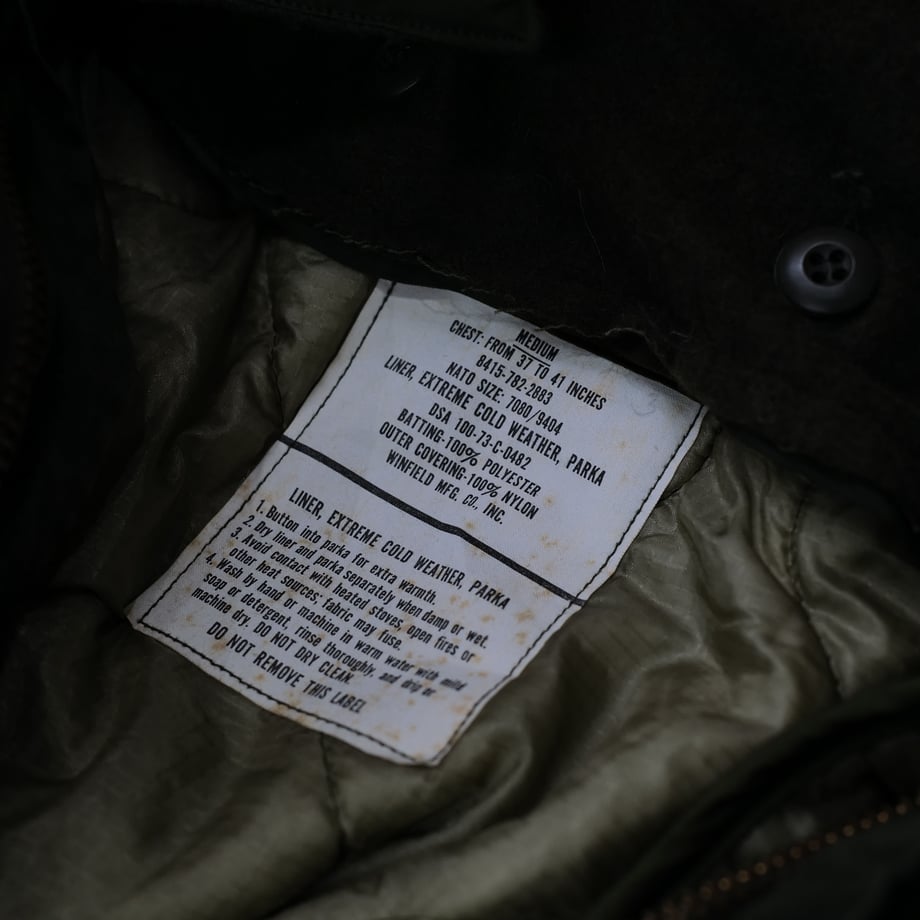 MEDIUM
CHEST: FROM 37 TO 41 INCHES
8415-782-2883
NATO SIZE: 7080/9404
LINER, EXTREME COLD WEATHER, PARKA
DSA 100-73-C-0482
BATTING-100% POLYESTER
OUTER COVERING-100% NYLON
WINFIELD MFG. CO., INC.
LINER, EXTREME COLD WEATHER, PARKA
1. Button into parka for extra warmth.
2. Dry liner and parka separately when damp or wet.
3. Avoid contact with heated stoves, open fires or
other heat sources; fabric may fuse.
4. Wash by hand or machine in warm water with mild
soap or detergent, rinse thoroughly, and drip or
machine dry. DO NOT DRY CLEAN.
DO NOT REMOVE THIS LABEL